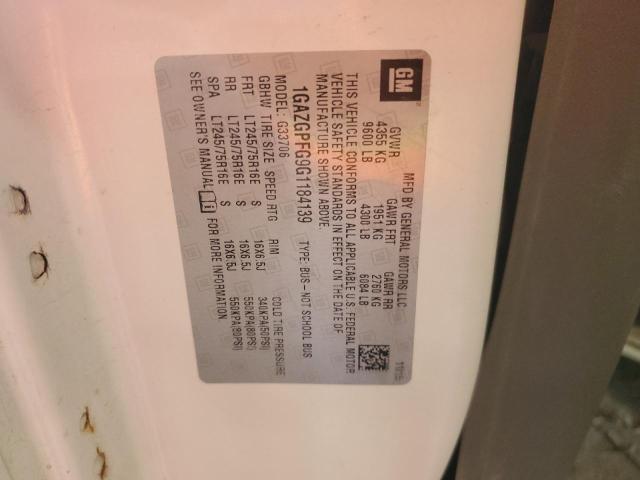 GM
MFD BY GENERAL MOTORS LLC
GVWR GAWR FRT GAWR RR
4355 KG 1951 KG 2760 KG
9600 LB 4300 LB 6084 LB
THIS VEHICLE CONFORMS TO ALL APPLICABLE U.S. FEDERAL MOTOR
VEHICLE SAFETY STANDARDS IN EFFECT ON THE DATE OF
MANUFACTURE SHOWN ABOVE.
1GAZGPFG9G1184139 TYPE: BUS - NOT SCHOOL BUS
MODEL: G33706
GBHW TIRE SIZE SPEED RTG RIM COLD TIRE PRESSURE
FRT LT245/75R16E S 16X6.5J 340KPA(50PSI)
RR LT245/75R16E S 16X6.5J 550KPA(80PSI)
SPA LT245/75R16E S 16X6.5J 550KPA(80PSI)
SEE OWNER'S MANUAL FOR MORE INFORMATION